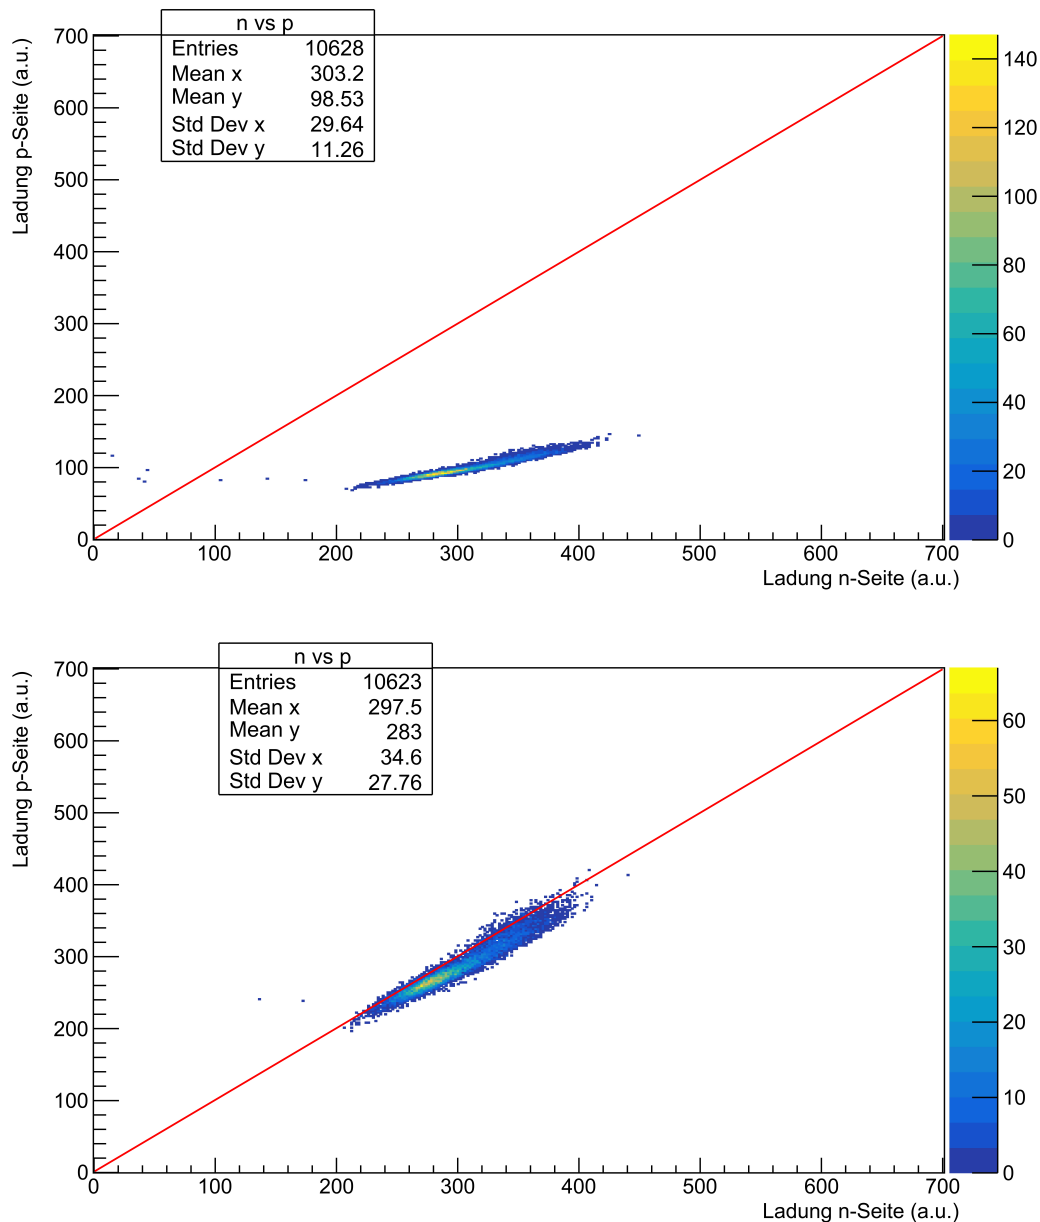 n vs p
Entries 10628
Mean x 303.2
Mean y 98.53
Std Dev x 29.64
Std Dev y 11.26
Ladung p-Seite (a.u.)
700
600
500
400
300
200
100
0
0 100 200 300 400 500 600 700
Ladung n-Seite (a.u.)
140
120
100
80
60
40
20
0
n vs p
Entries 10623
Mean x 297.5
Mean y 283
Std Dev x 34.6
Std Dev y 27.76
Ladung p-Seite (a.u.)
700
600
500
400
300
200
100
0
0 100 200 300 400 500 600 700
Ladung n-Seite (a.u.)
60
50
40
30
20
10
0